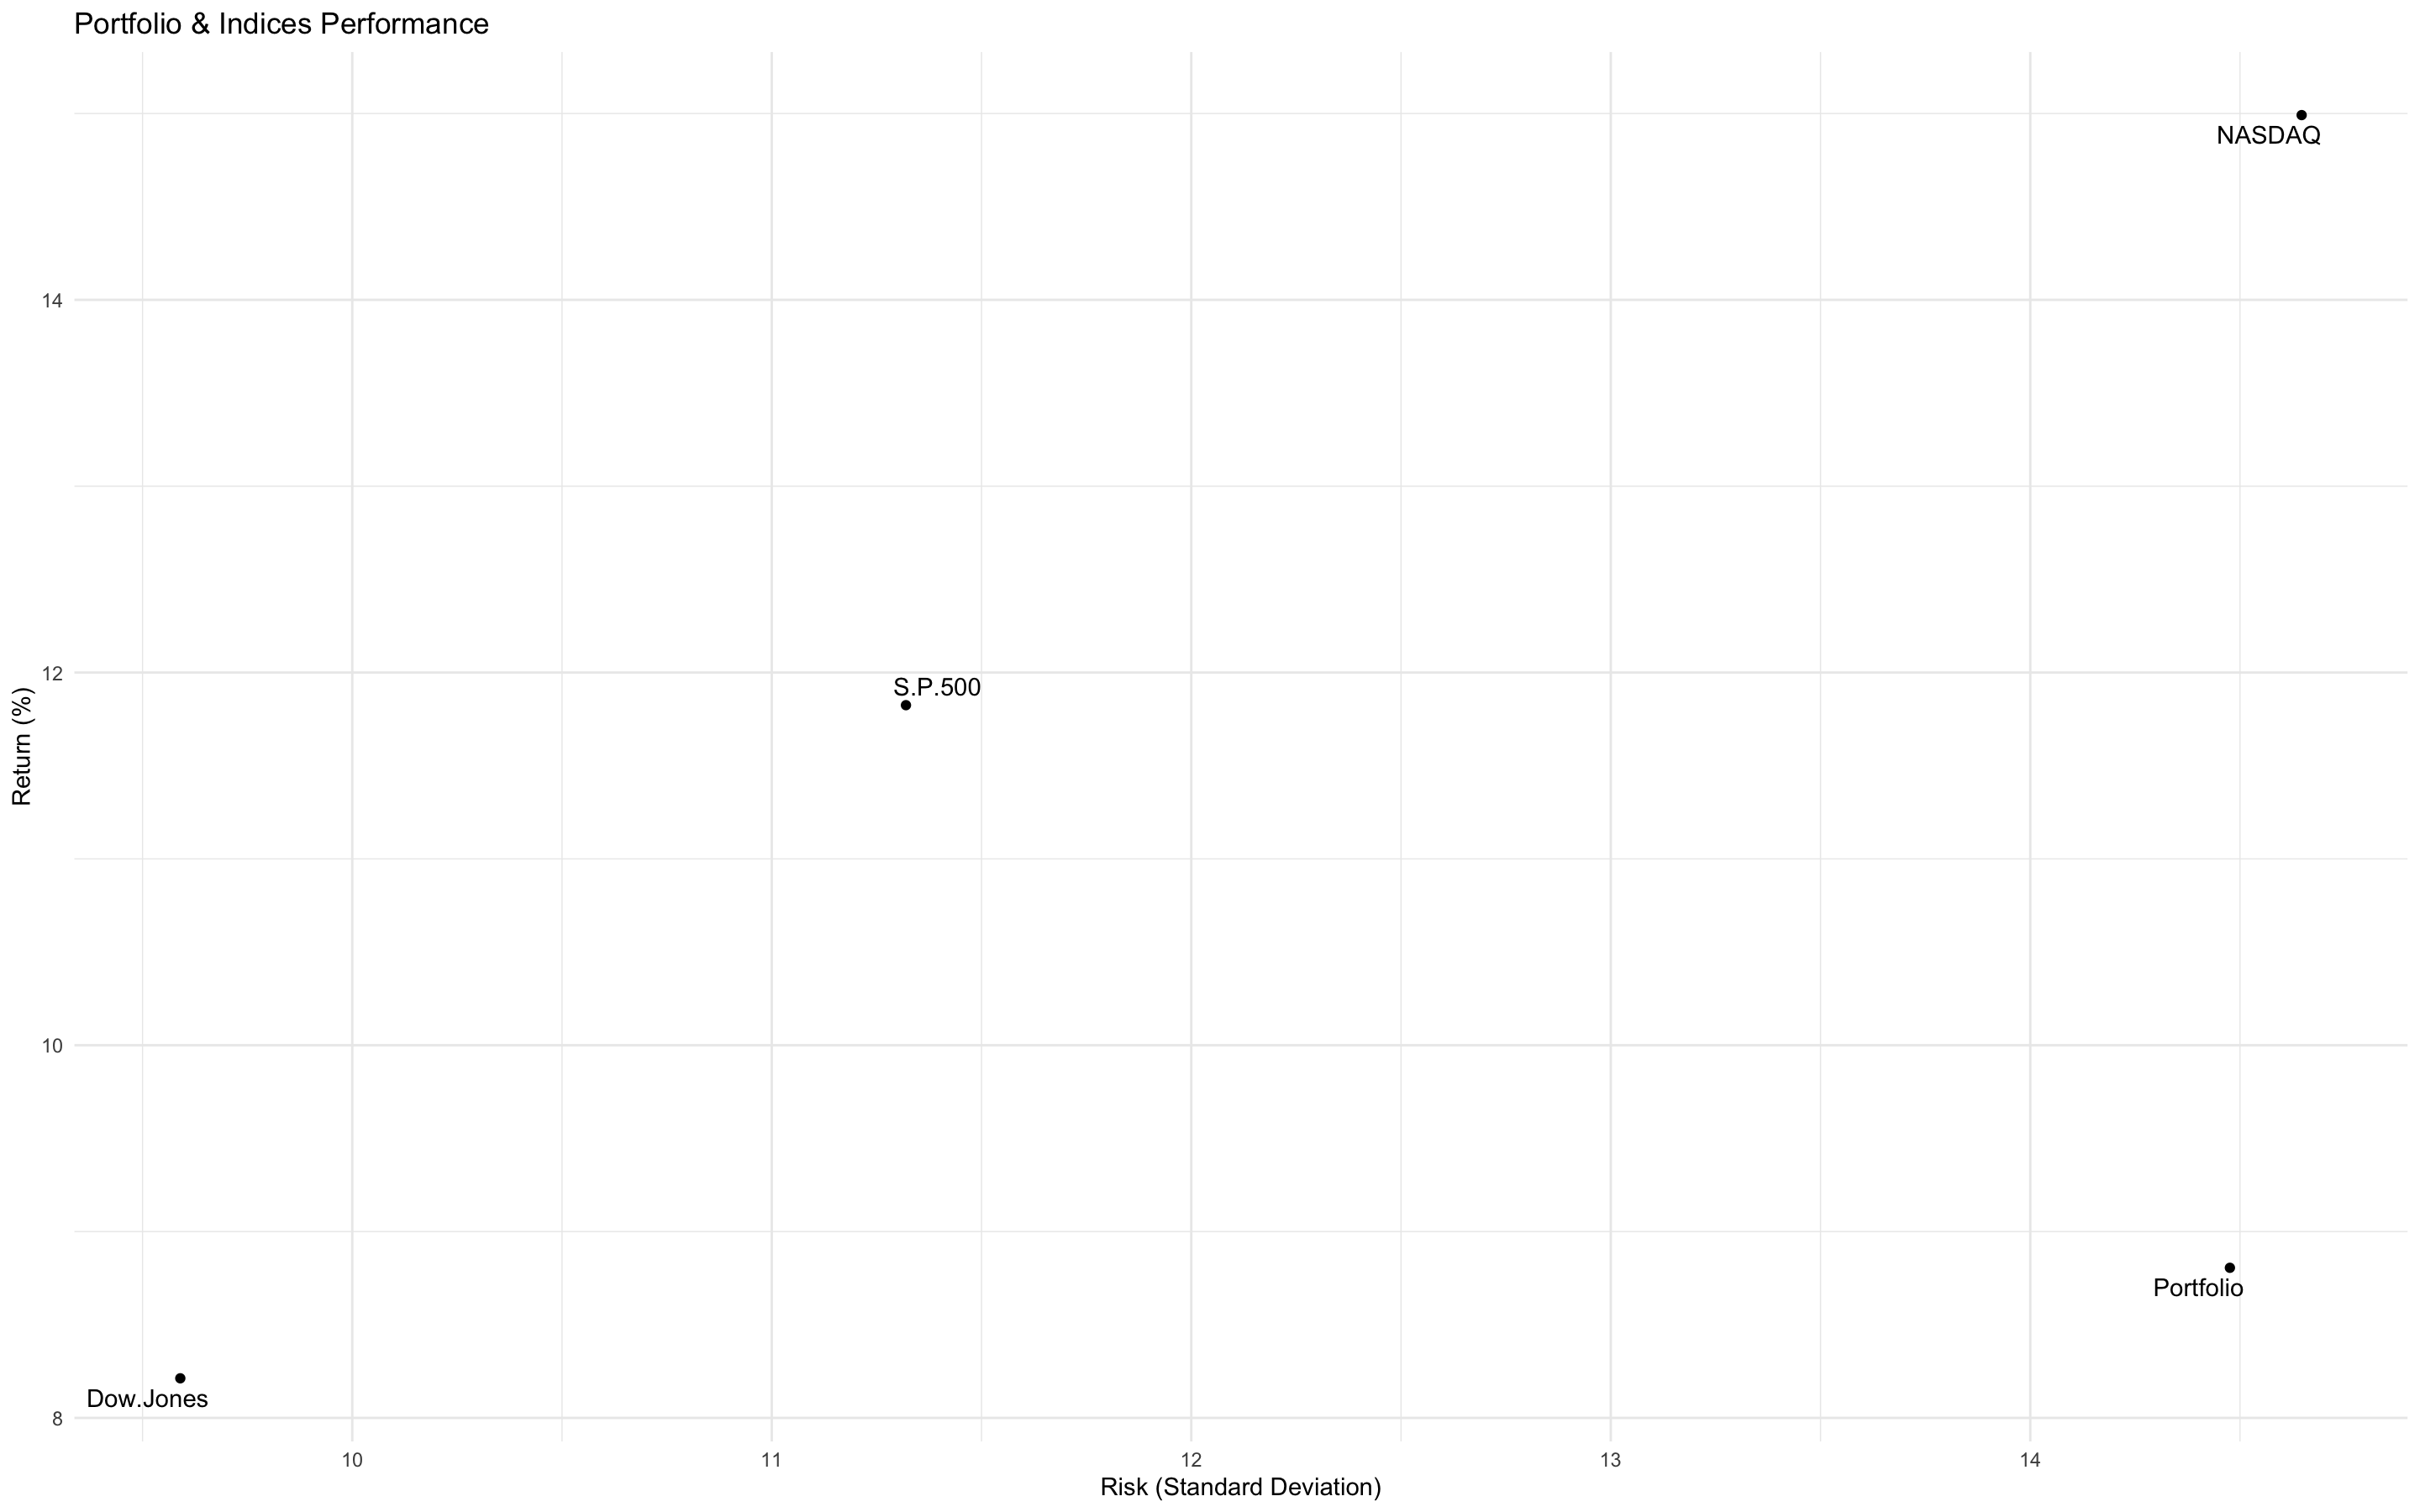 Portfolio & Indices Performance
NASDAQ
14
12
S.P.500
Return (%)
10
Portfolio
Dow.Jones
8
10 11 12 13 14
Risk (Standard Deviation)